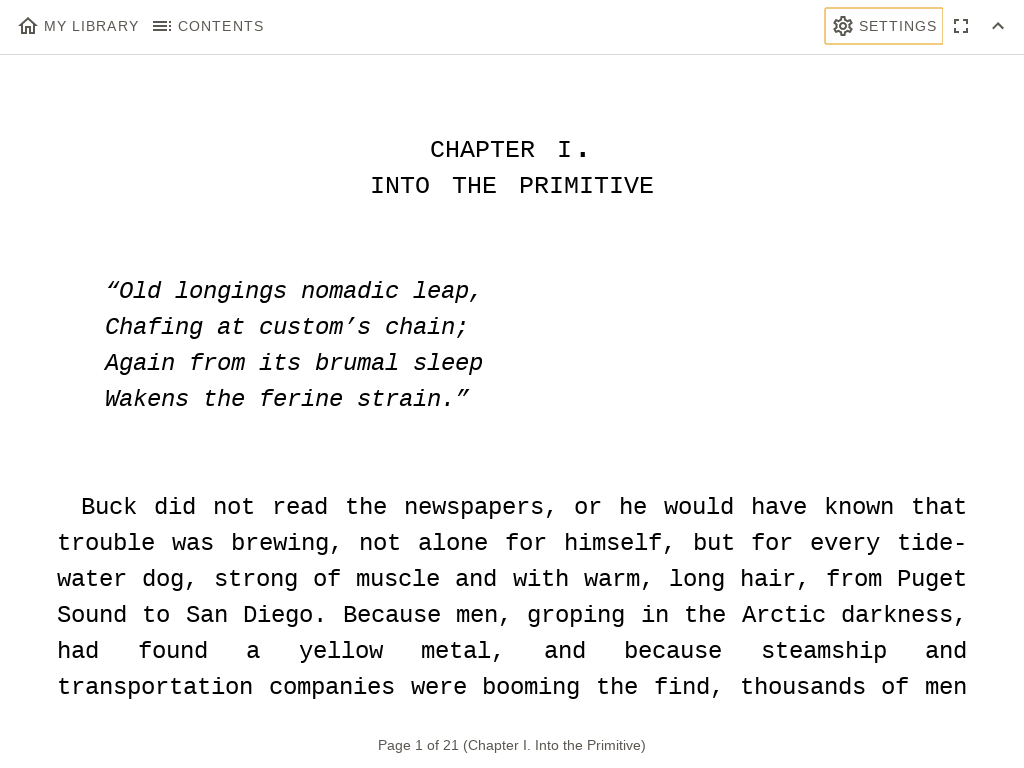 MY LIBRARY CONTENTS SETTINGS
CHAPTER I.
INTO THE PRIMITIVE
“Old longings nomadic leap,
Chafing at custom’s chain;
Again from its brumal sleep
Wakens the ferine strain.”
Buck did not read the newspapers, or he would have known that
trouble was brewing, not alone for himself, but for every tide-
water dog, strong of muscle and with warm, long hair, from Puget
Sound to San Diego. Because men, groping in the Arctic darkness,
had found a yellow metal, and because steamship and
transportation companies were booming the find, thousands of men
Page 1 of 21 (Chapter I. Into the Primitive)